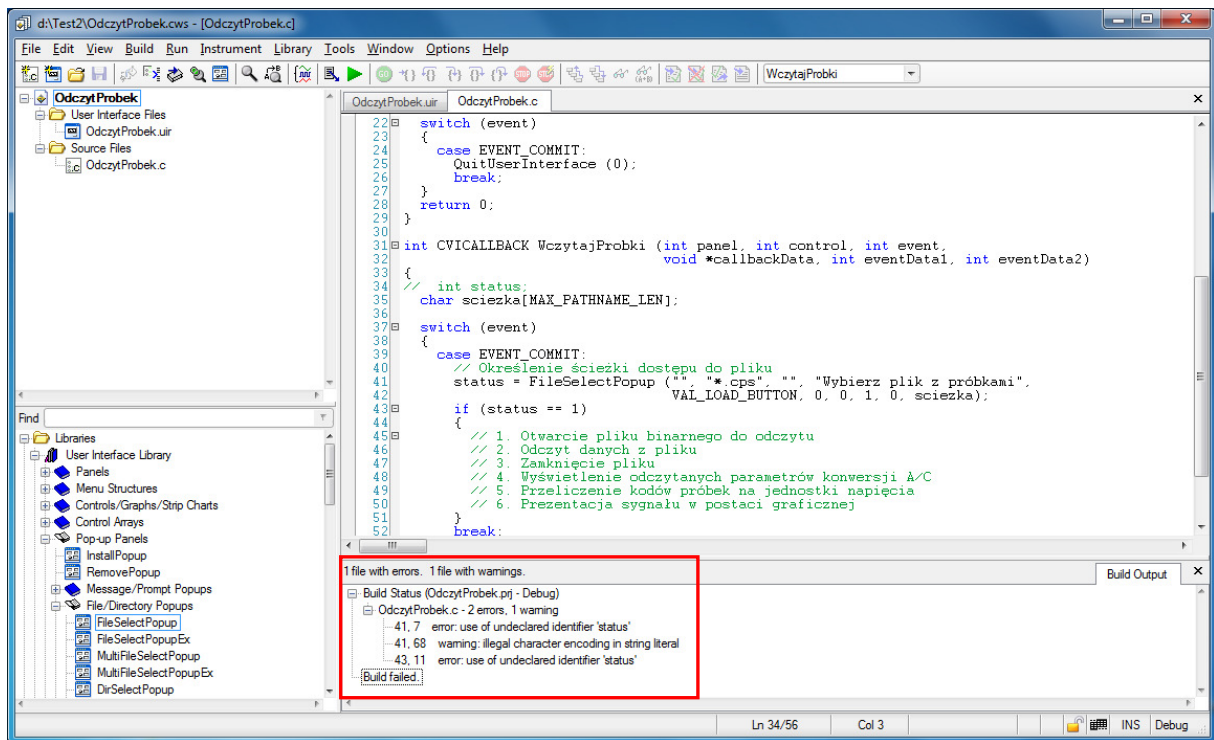 d:\Test2\OdczytProbek.cws - [OdczytProbek.c]
File Edit View Build Run Instrument Library Tools Window Options Help
WczytajProbki
OdczytProbek
User Interface Files
OdczytProbek.uir
Source Files
OdczytProbek.c
Find
Libraries
User Interface Library
Panels
Menu Structures
Controls/Graphs/Strip Charts
Control Arrays
Pop-up Panels
InstallPopup
RemovePopup
Message/Prompt Popups
File/Directory Popups
FileSelectPopup
FileSelectPopupEx
MultiFileSelectPopup
MultiFileSelectPopupEx
DirSelectPopup
OdczytProbek.uir OdczytProbek.c
22 switch (event)
23 {
24 case EVENT_COMMIT:
25 QuitUserInterface (0);
26 break;
27 }
28 return 0;
29 }
30
31 int CVICALLBACK WczytajProbki (int panel, int control, int event,
32 void *callbackData, int eventData1, int eventData2)
33 {
34 // int status;
35 char sciezka[MAX_PATHNAME_LEN];
36
37 switch (event)
38 {
39 case EVENT_COMMIT:
40 // Określenie ścieżki dostępu do pliku
41 status = FileSelectPopup ("", "*.cps", "", "Wybierz plik z próbkami",
42 VAL_LOAD_BUTTON, 0, 0, 1, 0, sciezka);
43 if (status == 1)
44 {
45 // 1. Otwarcie pliku binarnego do odczytu
46 // 2. Odczyt danych z pliku
47 // 3. Zamknięcie pliku
48 // 4. Wyświetlenie odczytanych parametrów konwersji A/C
49 // 5. Przeliczenie kodów próbek na jednostki napięcia
50 // 6. Prezentacja sygnału w postaci graficznej
51 }
52 break;
1 file with errors. 1 file with warnings.
Build Output
Build Status (OdczytProbek.prj - Debug)
OdczytProbek.c - 2 errors, 1 warning
41, 7 error: use of undeclared identifier 'status'
41, 68 warning: illegal character encoding in string literal
43, 11 error: use of undeclared identifier 'status'
Build failed.
Ln 34/56 Col 3 INS Debug